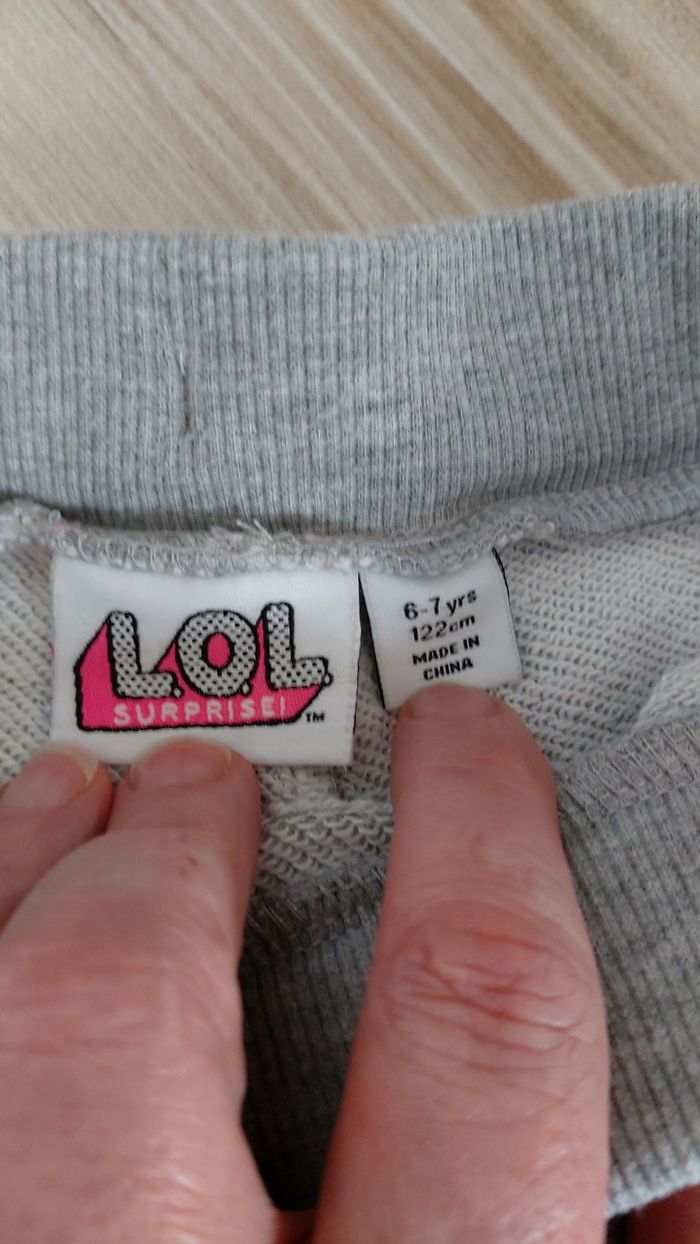 L.O.L.
SURPRISE!
TM
6-7 yrs
122cm
MADE IN
CHINA